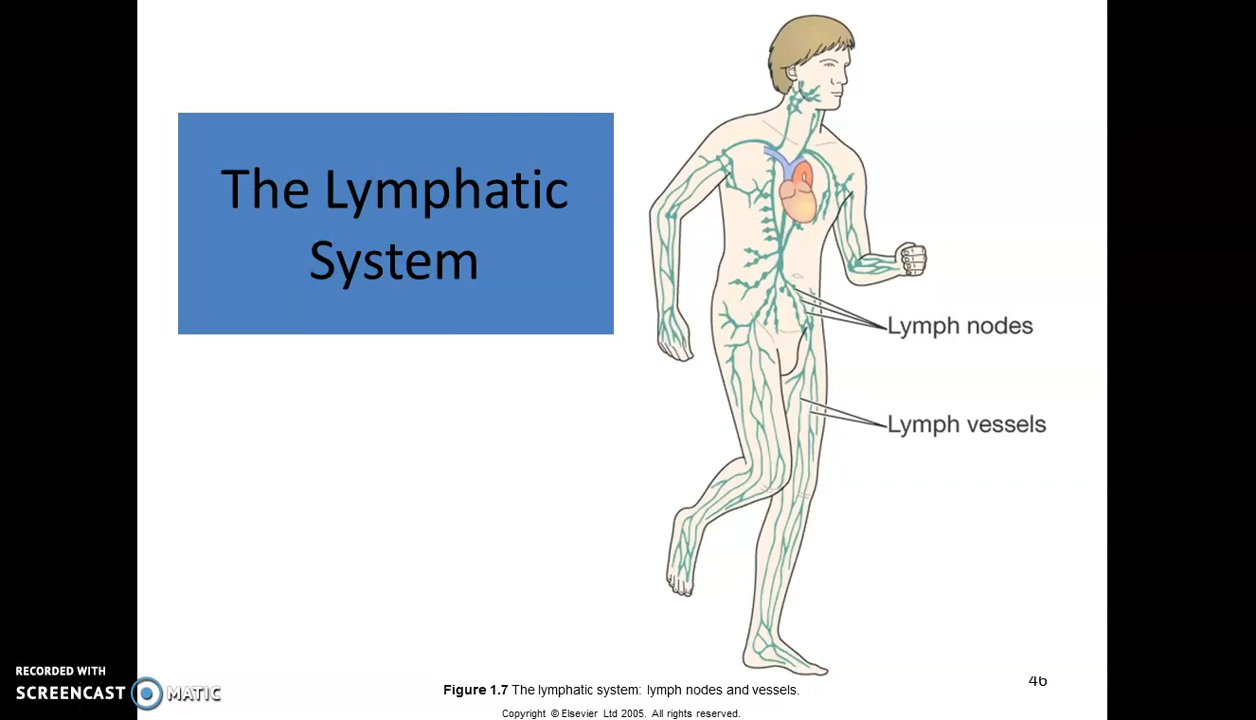 The Lymphatic
System
Lymph nodes
Lymph vessels
RECORDED WITH
SCREENCAST MATIC
Figure 1.7 The lymphatic system: lymph nodes and vessels.
46
Copyright © Elsevier Ltd 2005. All rights reserved.